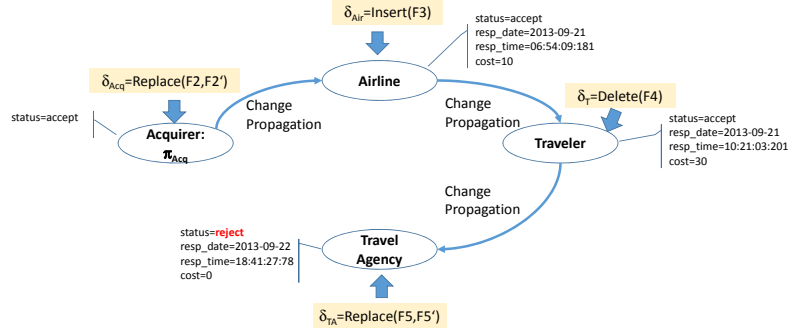 δAir=Insert(F3)
status=accept
resp_date=2013-09-21
resp_time=06:54:09:181
cost=10
δAcq=Replace(F2,F2‘)
Airline
δT=Delete(F4)
Change
Propagation
Change
Propagation
status=accept
Acquirer:
πAcq
Traveler
status=accept
resp_date=2013-09-21
resp_time=10:21:03:201
cost=30
Change
Propagation
status=reject
resp_date=2013-09-22
resp_time=18:41:27:78
cost=0
Travel
Agency
δTA=Replace(F5,F5‘)